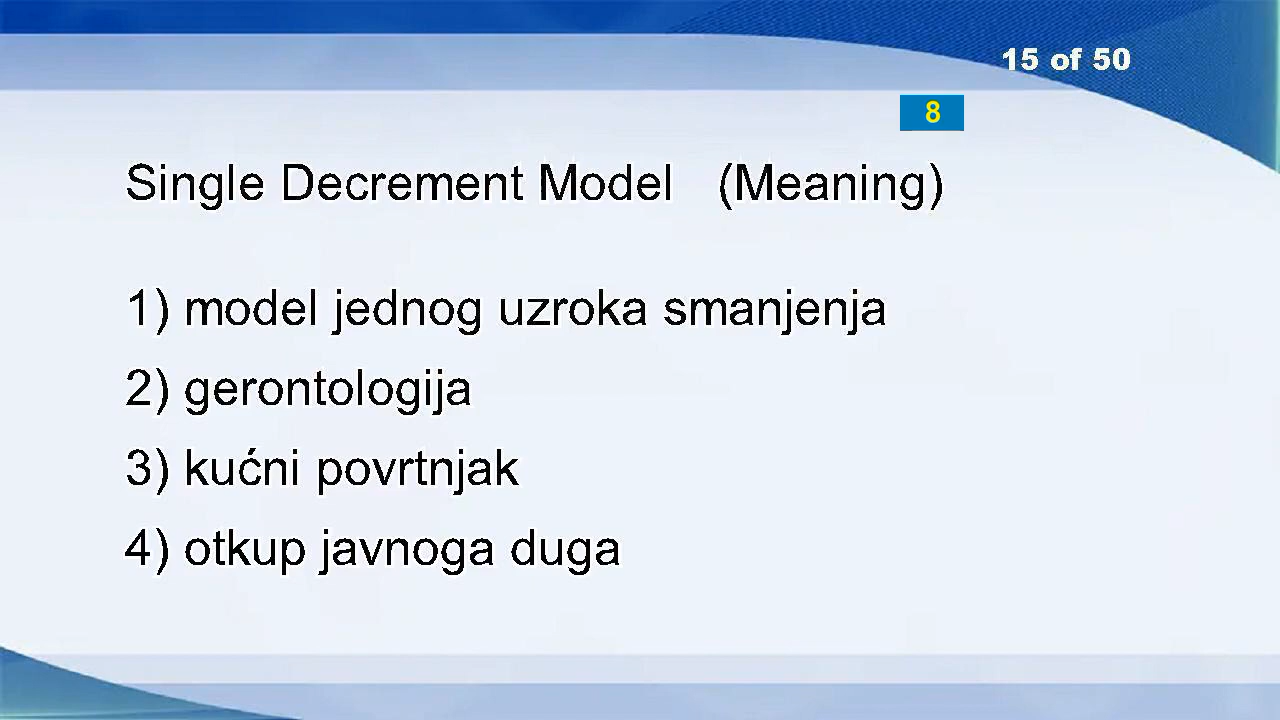 15 of 50
8
Single Decrement Model (Meaning)
1) model jednog uzroka smanjenja
2) gerontologija
3) kućni povrtnjak
4) otkup javnoga duga